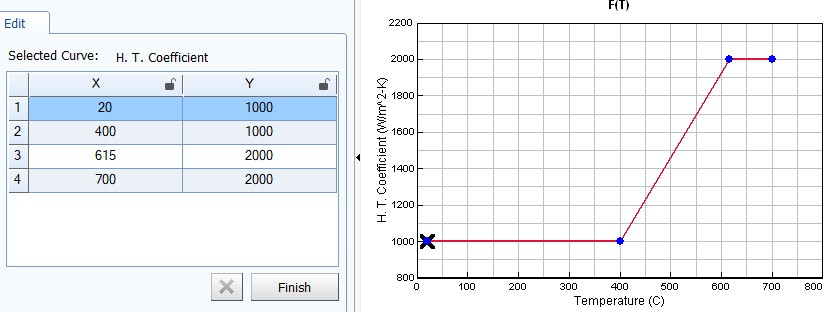 Edit
Selected Curve: H. T. Coefficient
X Y
1 20 1000
2 400 1000
3 615 2000
4 700 2000
Finish
F(T)
H. T. Coefficient (W/m^2-K)
2200
2000
1800
1600
1400
1200
1000
800
0 100 200 300 400 500 600 700 800
Temperature (C)